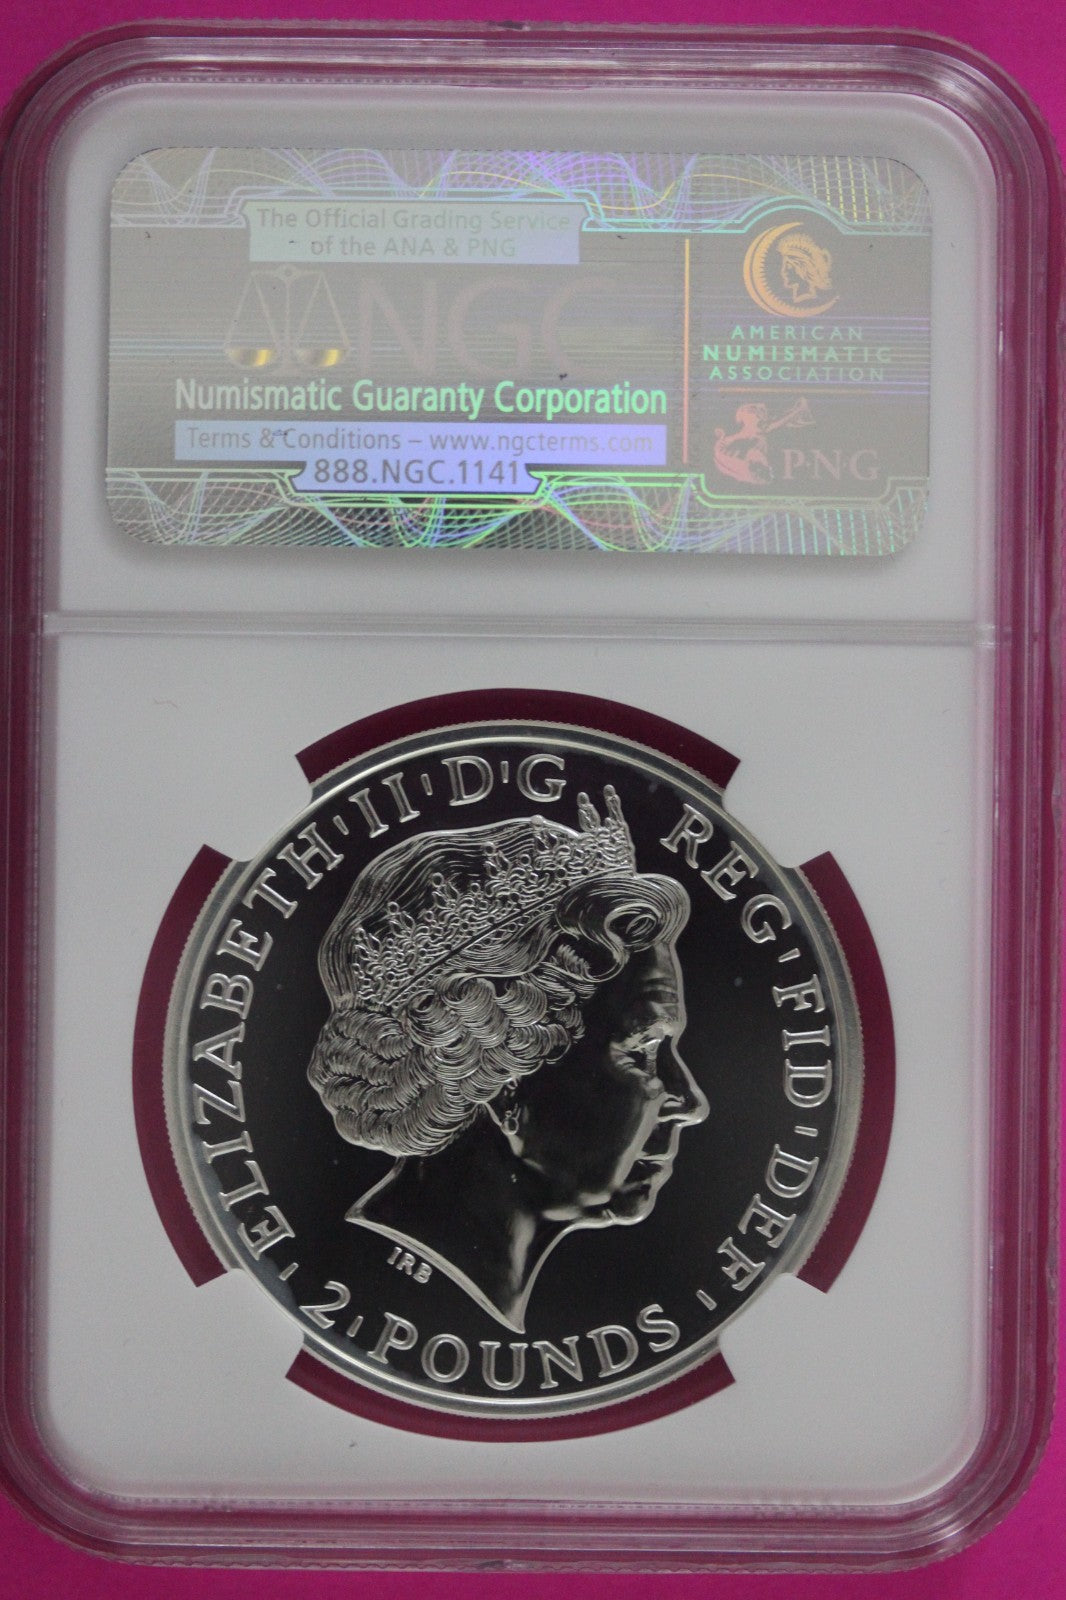 The Official Grading Service
of the ANA & PNG
NGC
Numismatic Guaranty Corporation
Terms & Conditions – www.ngcterms.com
888.NGC.1141
AMERICAN
NUMISMATIC
ASSOCIATION
P·N·G
ELIZABETH·II·D·G
REG·FID·DEF·
2·POUNDS
IRB